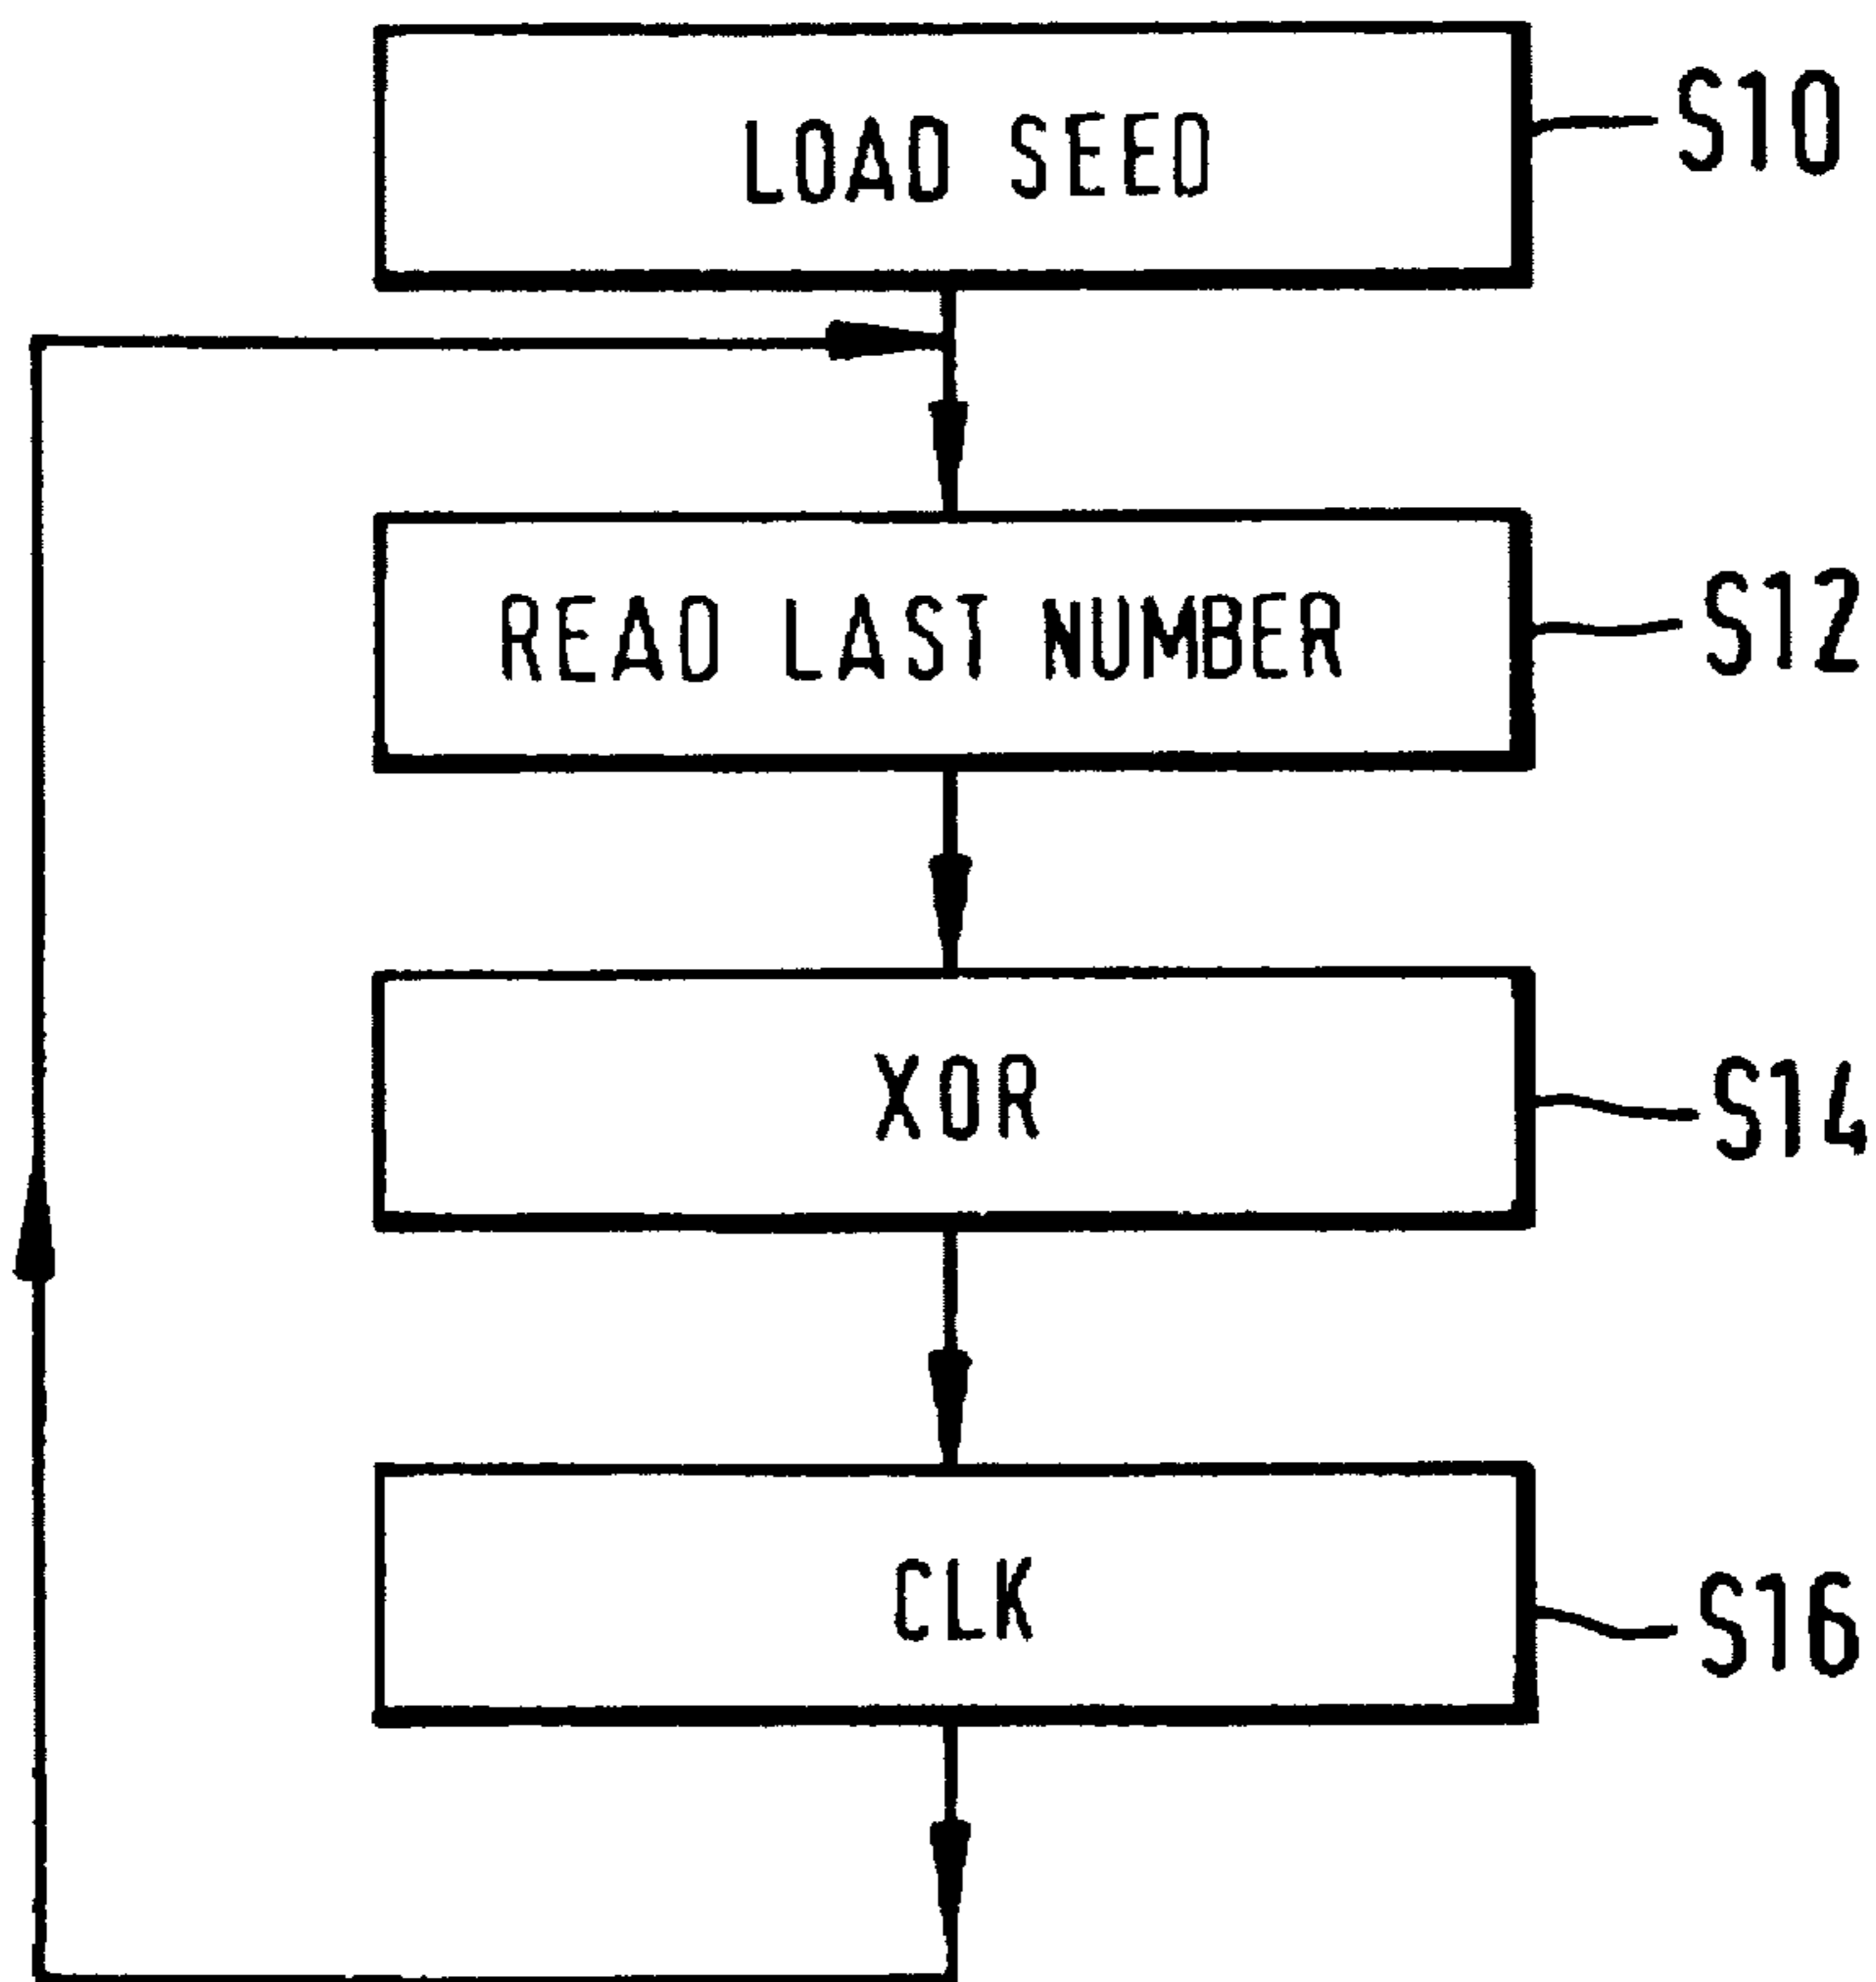 LOAD SEED
S10
READ LAST NUMBER
S12
XOR
S14
CLK
S16